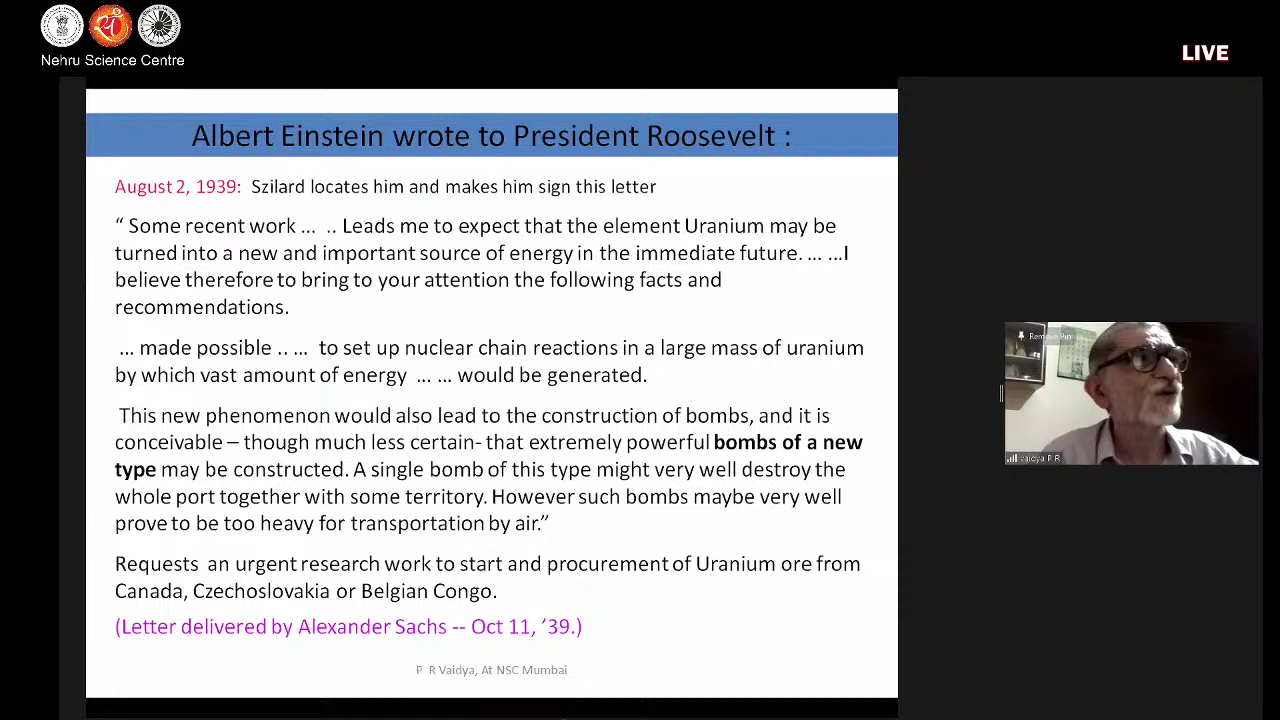 Nehru Science Centre
LIVE
Albert Einstein wrote to President Roosevelt :
August 2, 1939: Szilard locates him and makes him sign this letter
“ Some recent work ... .. Leads me to expect that the element Uranium may be
turned into a new and important source of energy in the immediate future. ... ...I
believe therefore to bring to your attention the following facts and
recommendations.
... made possible .. ... to set up nuclear chain reactions in a large mass of uranium
by which vast amount of energy ... ... would be generated.
This new phenomenon would also lead to the construction of bombs, and it is
conceivable – though much less certain- that extremely powerful bombs of a new
type may be constructed. A single bomb of this type might very well destroy the
whole port together with some territory. However such bombs maybe very well
prove to be too heavy for transportation by air.”
Requests an urgent research work to start and procurement of Uranium ore from
Canada, Czechoslovakia or Belgian Congo.
(Letter delivered by Alexander Sachs -- Oct 11, ’39.)
P R Vaidya, At NSC Mumbai
Remove Pin
vaidya P R